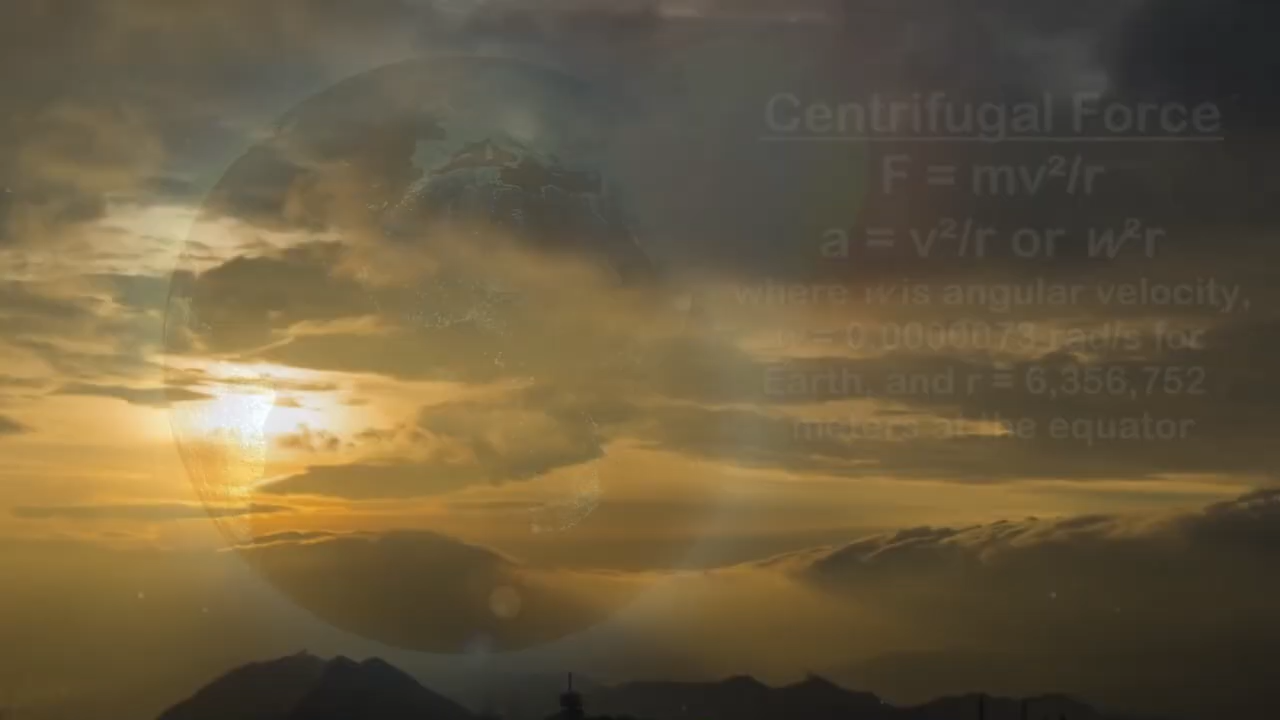 Centrifugal Force
F = mv²/r
a = v²/r or w²r
where w is angular velocity,
= 0.0000073 rad/s for
Earth, and r = 6,356,752
meters at the equator